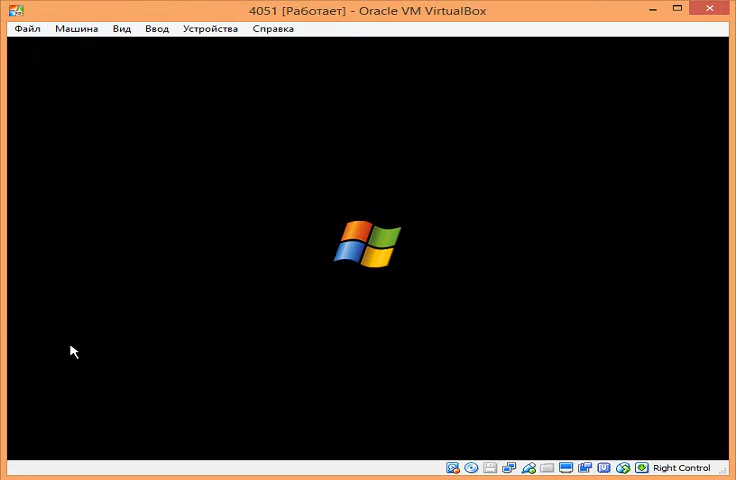 4051 [Работает] - Oracle VM VirtualBox
Файл Машина Вид Ввод Устройства Справка
Right Control